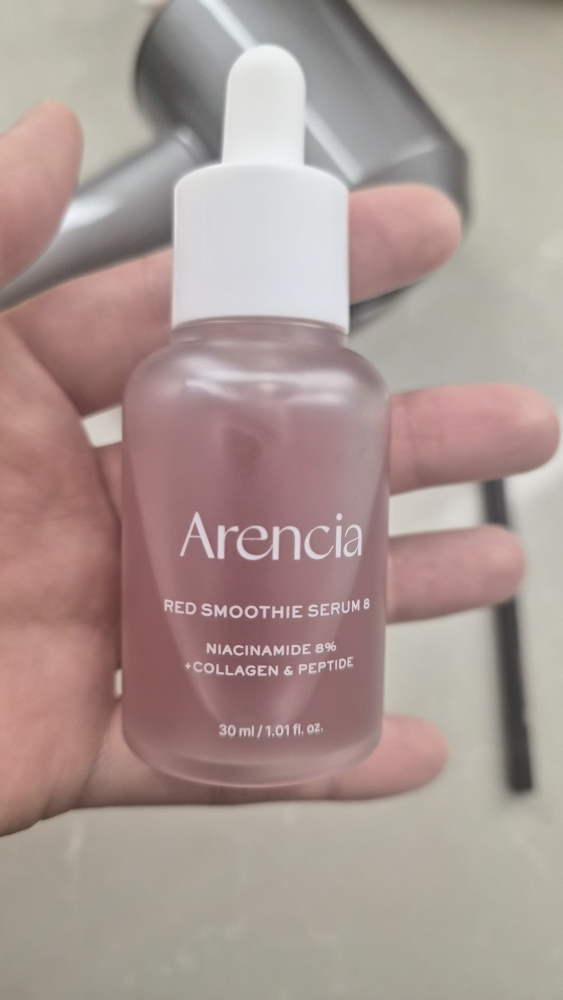 Arencia
RED SMOOTHIE SERUM 8
NIACINAMIDE 8%
+COLLAGEN & PEPTIDE
30 ml / 1.01 fl. oz.